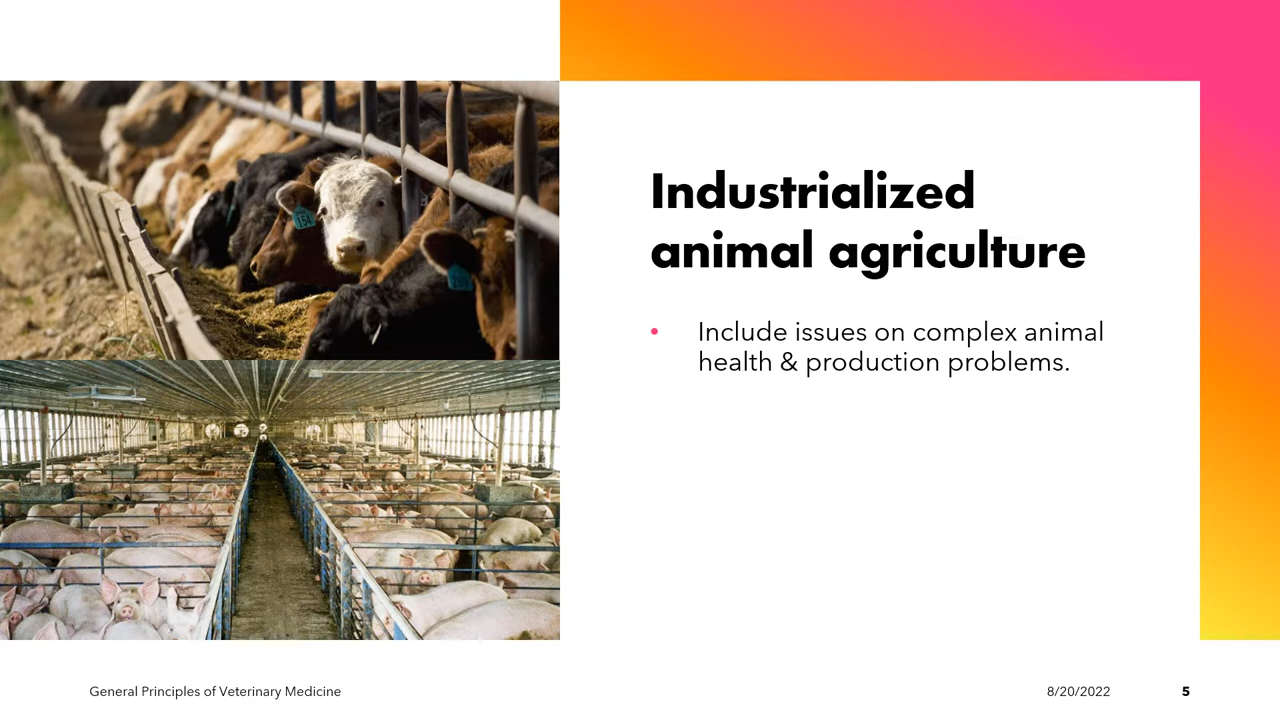 Industrialized
animal agriculture
• Include issues on complex animal
health & production problems.
General Principles of Veterinary Medicine
8/20/2022
5